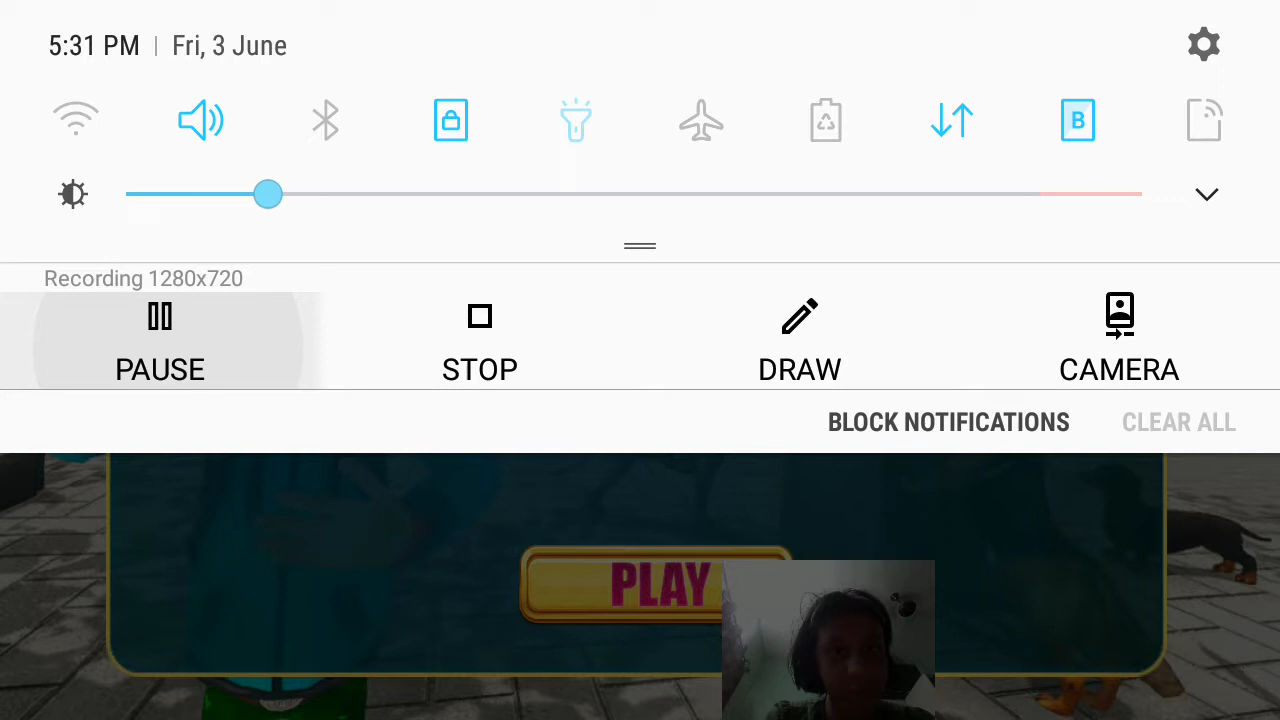 5:31 PM | Fri, 3 June
B
Recording 1280x720
PAUSE STOP DRAW CAMERA
BLOCK NOTIFICATIONS CLEAR ALL
PLAY